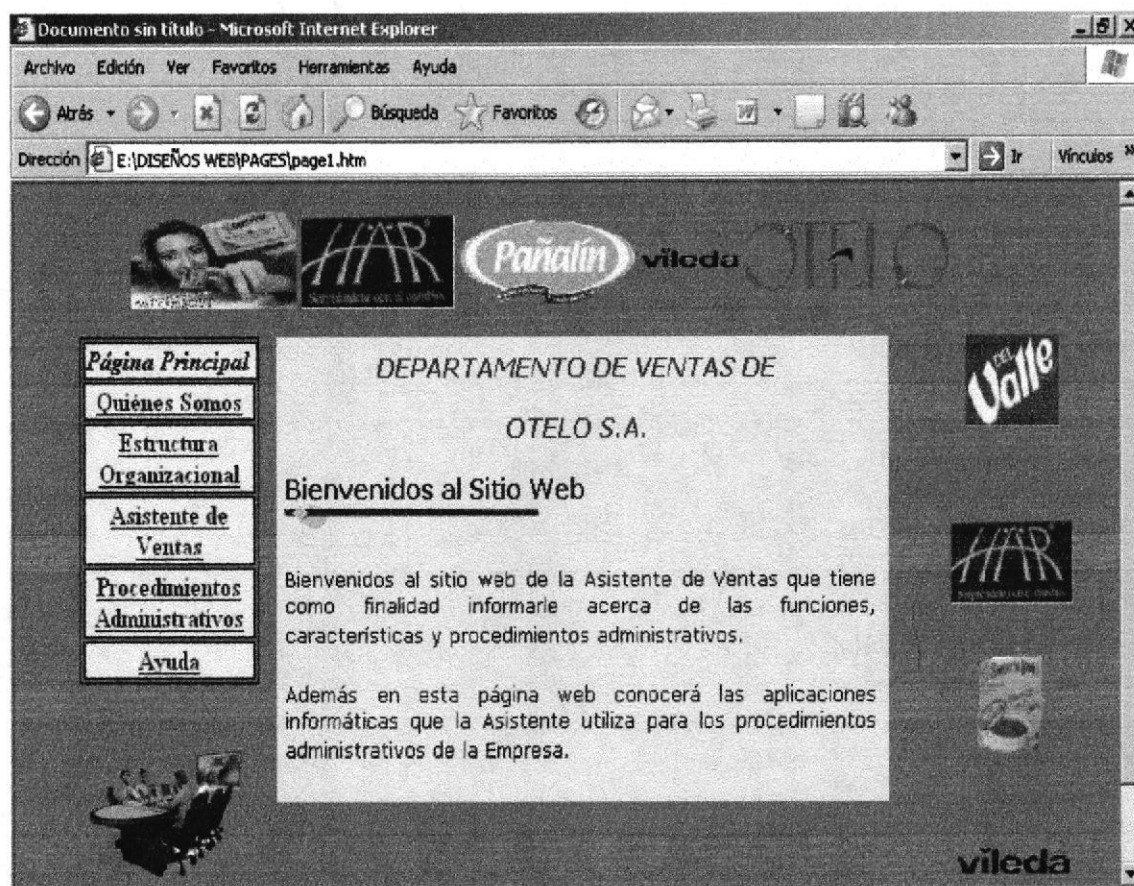 Documento sin título - Microsoft Internet Explorer
Archivo Edición Ver Favoritos Herramientas Ayuda
Atrás Búsqueda Favoritos
Dirección E:\DISEÑOS WEB\PAGES\page1.htm Ir Vínculos
HAR Pañalín vileda OTELO
Página Principal
Quiénes Somos
Estructura
Organizacional
Asistente de
Ventas
Procedimientos
Administrativos
Ayuda
DEPARTAMENTO DE VENTAS DE
OTELO S.A.
Bienvenidos al Sitio Web
Bienvenidos al sitio web de la Asistente de Ventas que tiene
como finalidad informarle acerca de las funciones,
características y procedimientos administrativos.
Además en esta página web conocerá las aplicaciones
informáticas que la Asistente utiliza para los procedimientos
administrativos de la Empresa.
DEL
Valle
HAR
vileda